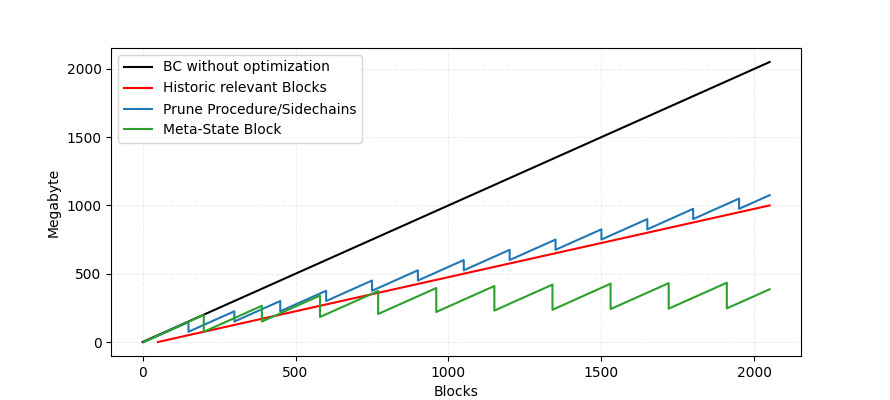 BC without optimization
Historic relevant Blocks
Prune Procedure/Sidechains
Meta-State Block
2000
1500
1000
500
0
Megabyte
0 500 1000 1500 2000
Blocks